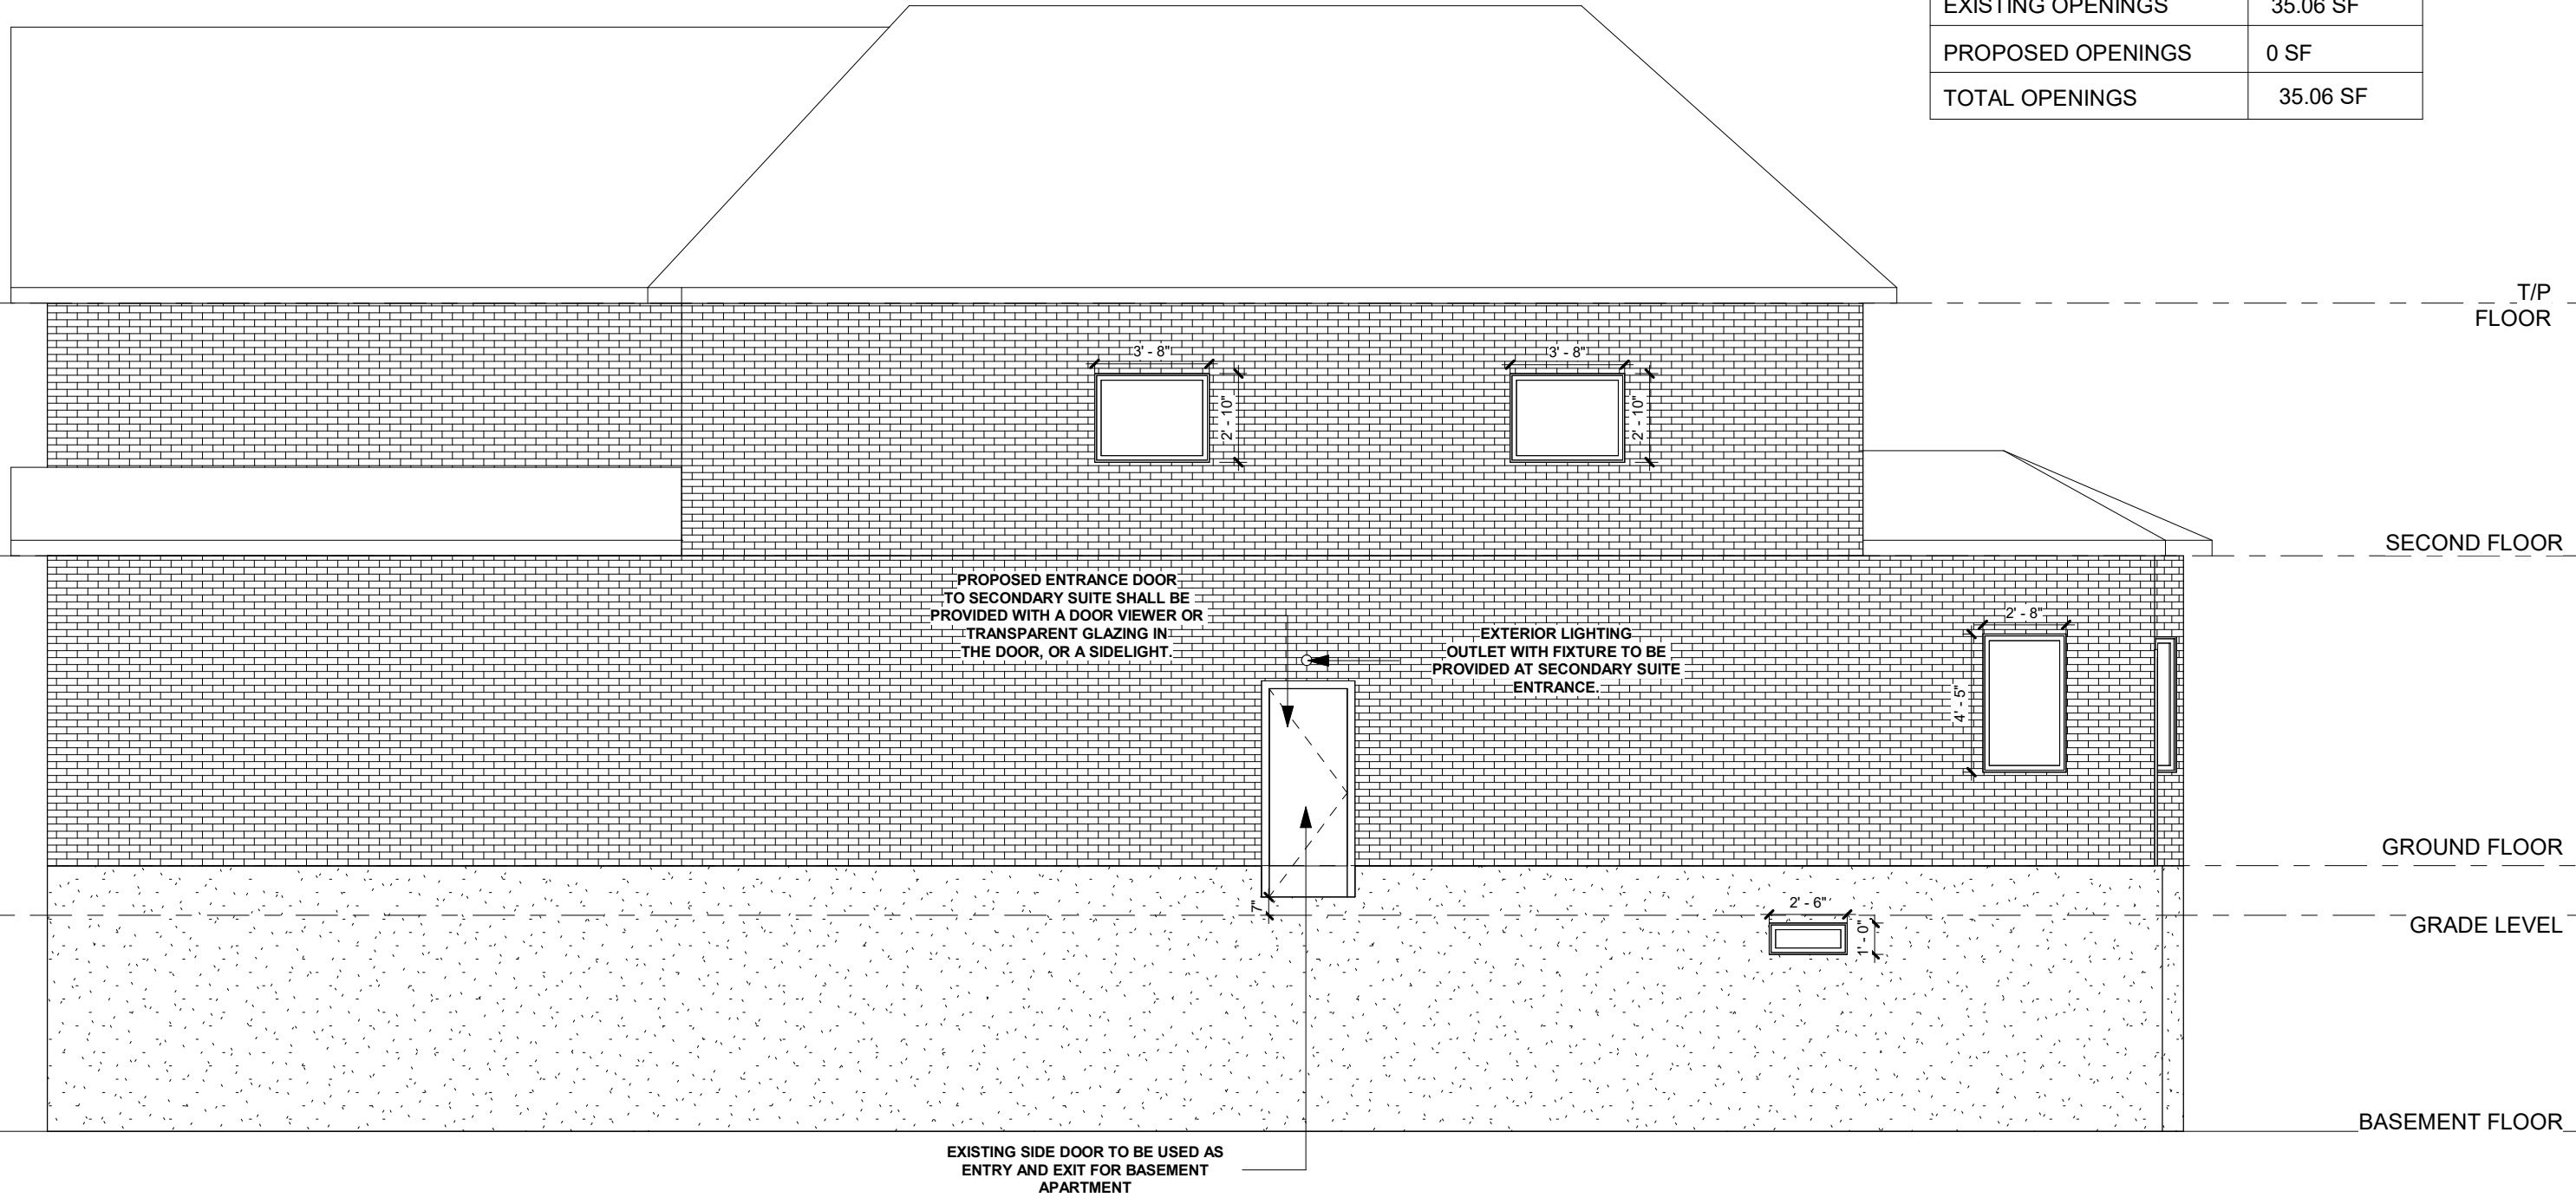 EXISTING OPENINGS 35.06 SF
PROPOSED OPENINGS 0 SF
TOTAL OPENINGS 35.06 SF
T/P
FLOOR
3' - 8"
3' - 8"
2' - 10"
2' - 10"
SECOND FLOOR
PROPOSED ENTRANCE DOOR
TO SECONDARY SUITE SHALL BE
PROVIDED WITH A DOOR VIEWER OR
TRANSPARENT GLAZING IN
THE DOOR, OR A SIDELIGHT.
EXTERIOR LIGHTING
OUTLET WITH FIXTURE TO BE
PROVIDED AT SECONDARY SUITE
ENTRANCE.
2' - 8"
4' - 5"
GROUND FLOOR
7"
2' - 6"
1' - 0"
GRADE LEVEL
BASEMENT FLOOR
EXISTING SIDE DOOR TO BE USED AS
ENTRY AND EXIT FOR BASEMENT
APARTMENT